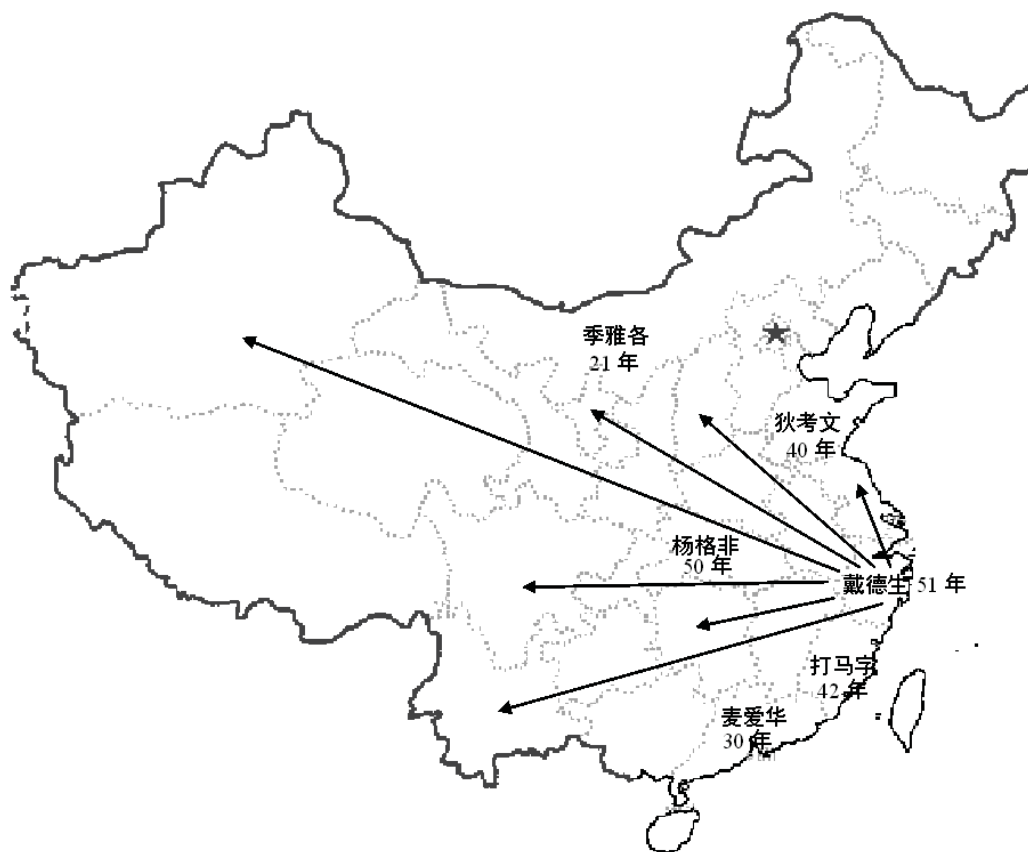 季雅各
21 年
狄考文
40 年
杨格非
50 年
戴德生 51 年
打马字
42 年
麦爱华
30 年